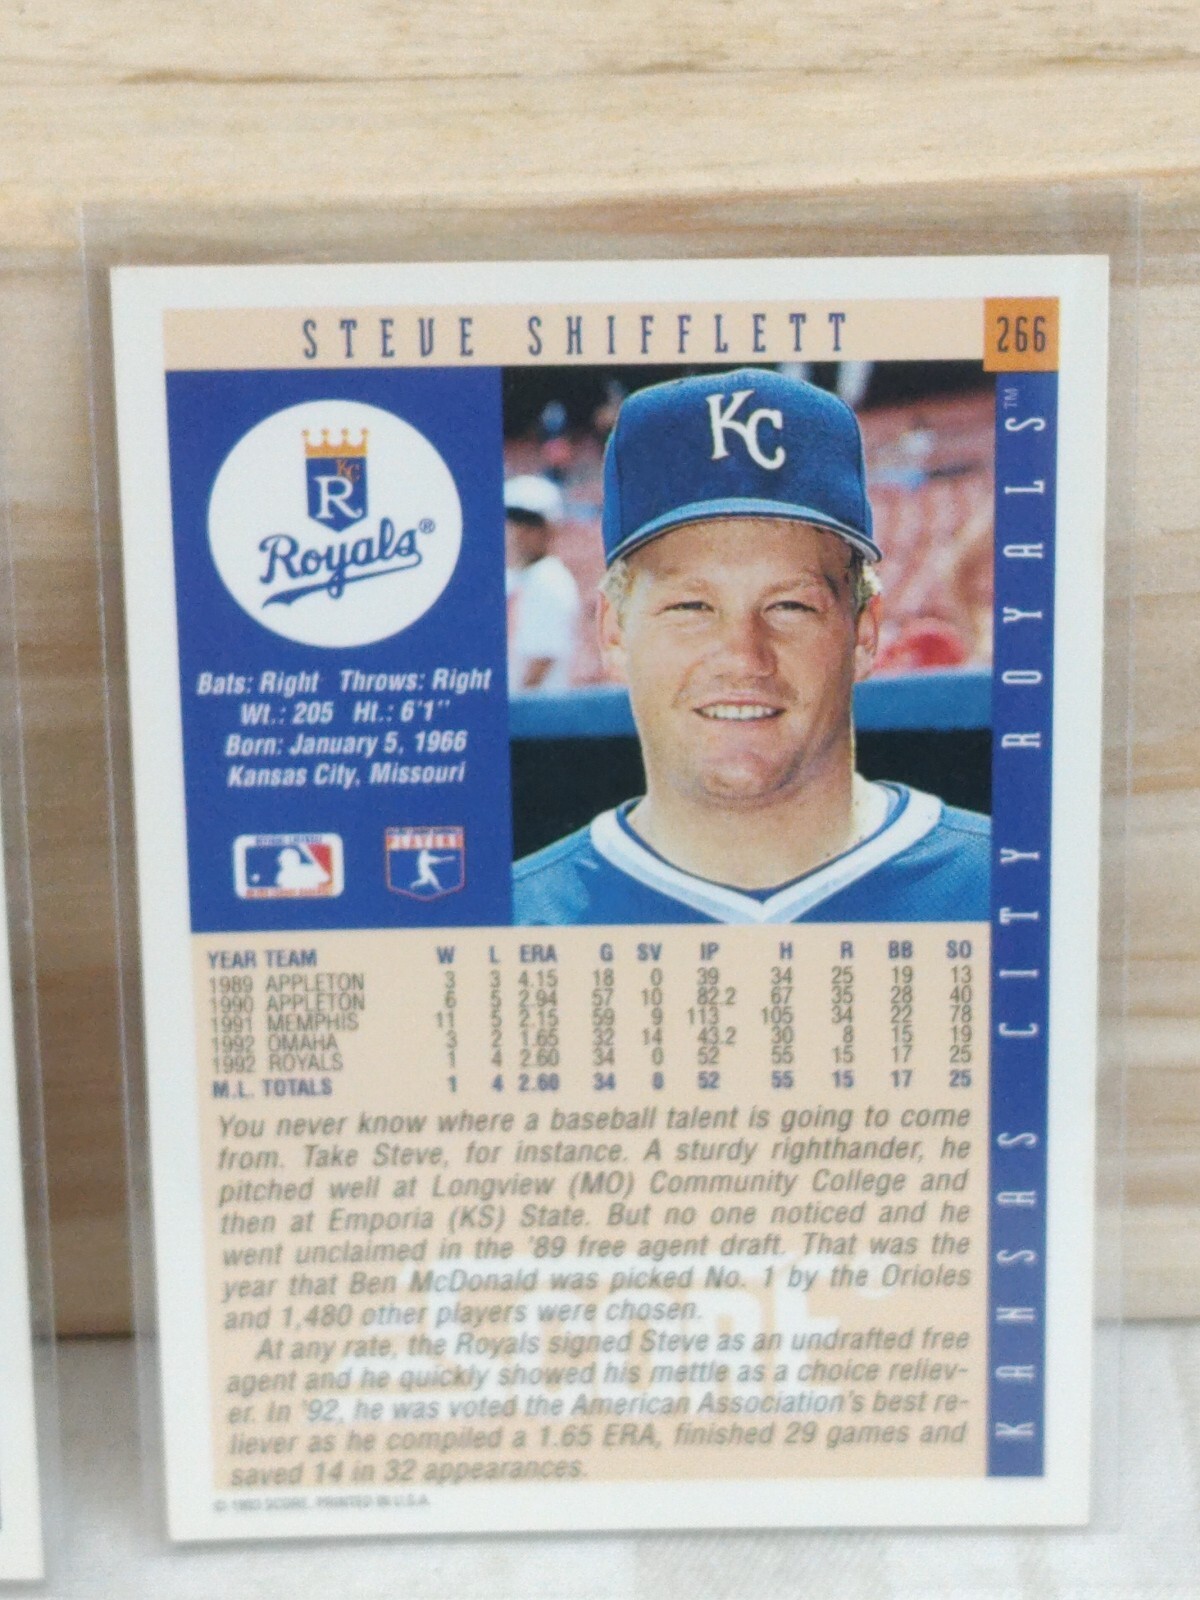 STEVE SHIFFLETT
266
KC
KC
R
Royals®
Bats: Right Throws: Right
Wt.: 205 Ht.: 6'1"
Born: January 5, 1966
Kansas City, Missouri
PLAYERS
KANSAS CITY ROYALS™
YEAR TEAM W L ERA G SV IP H R BB SO
1989 APPLETON 3 3 4.15 18 0 39 34 25 19 13
1990 APPLETON 6 5 2.94 57 10 82.2 67 35 28 40
1991 MEMPHIS 11 5 2.15 59 9 113 105 34 22 78
1992 OMAHA 3 2 1.65 32 14 43.2 30 8 15 19
1992 ROYALS 1 4 2.60 34 0 52 55 15 17 25
M.L. TOTALS 1 4 2.60 34 0 52 55 15 17 25
You never know where a baseball talent is going to come
from. Take Steve, for instance. A sturdy righthander, he
pitched well at Longview (MO) Community College and
then at Emporia (KS) State. But no one noticed and he
went unclaimed in the '89 free agent draft. That was the
year that Ben McDonald was picked No. 1 by the Orioles
and 1,480 other players were chosen.
At any rate, the Royals signed Steve as an undrafted free
agent and he quickly showed his mettle as a choice reliev-
er. In '92, he was voted the American Association's best re-
liever as he compiled a 1.65 ERA, finished 29 games and
saved 14 in 32 appearances.
© 1993 SCORE, PRINTED IN U.S.A.